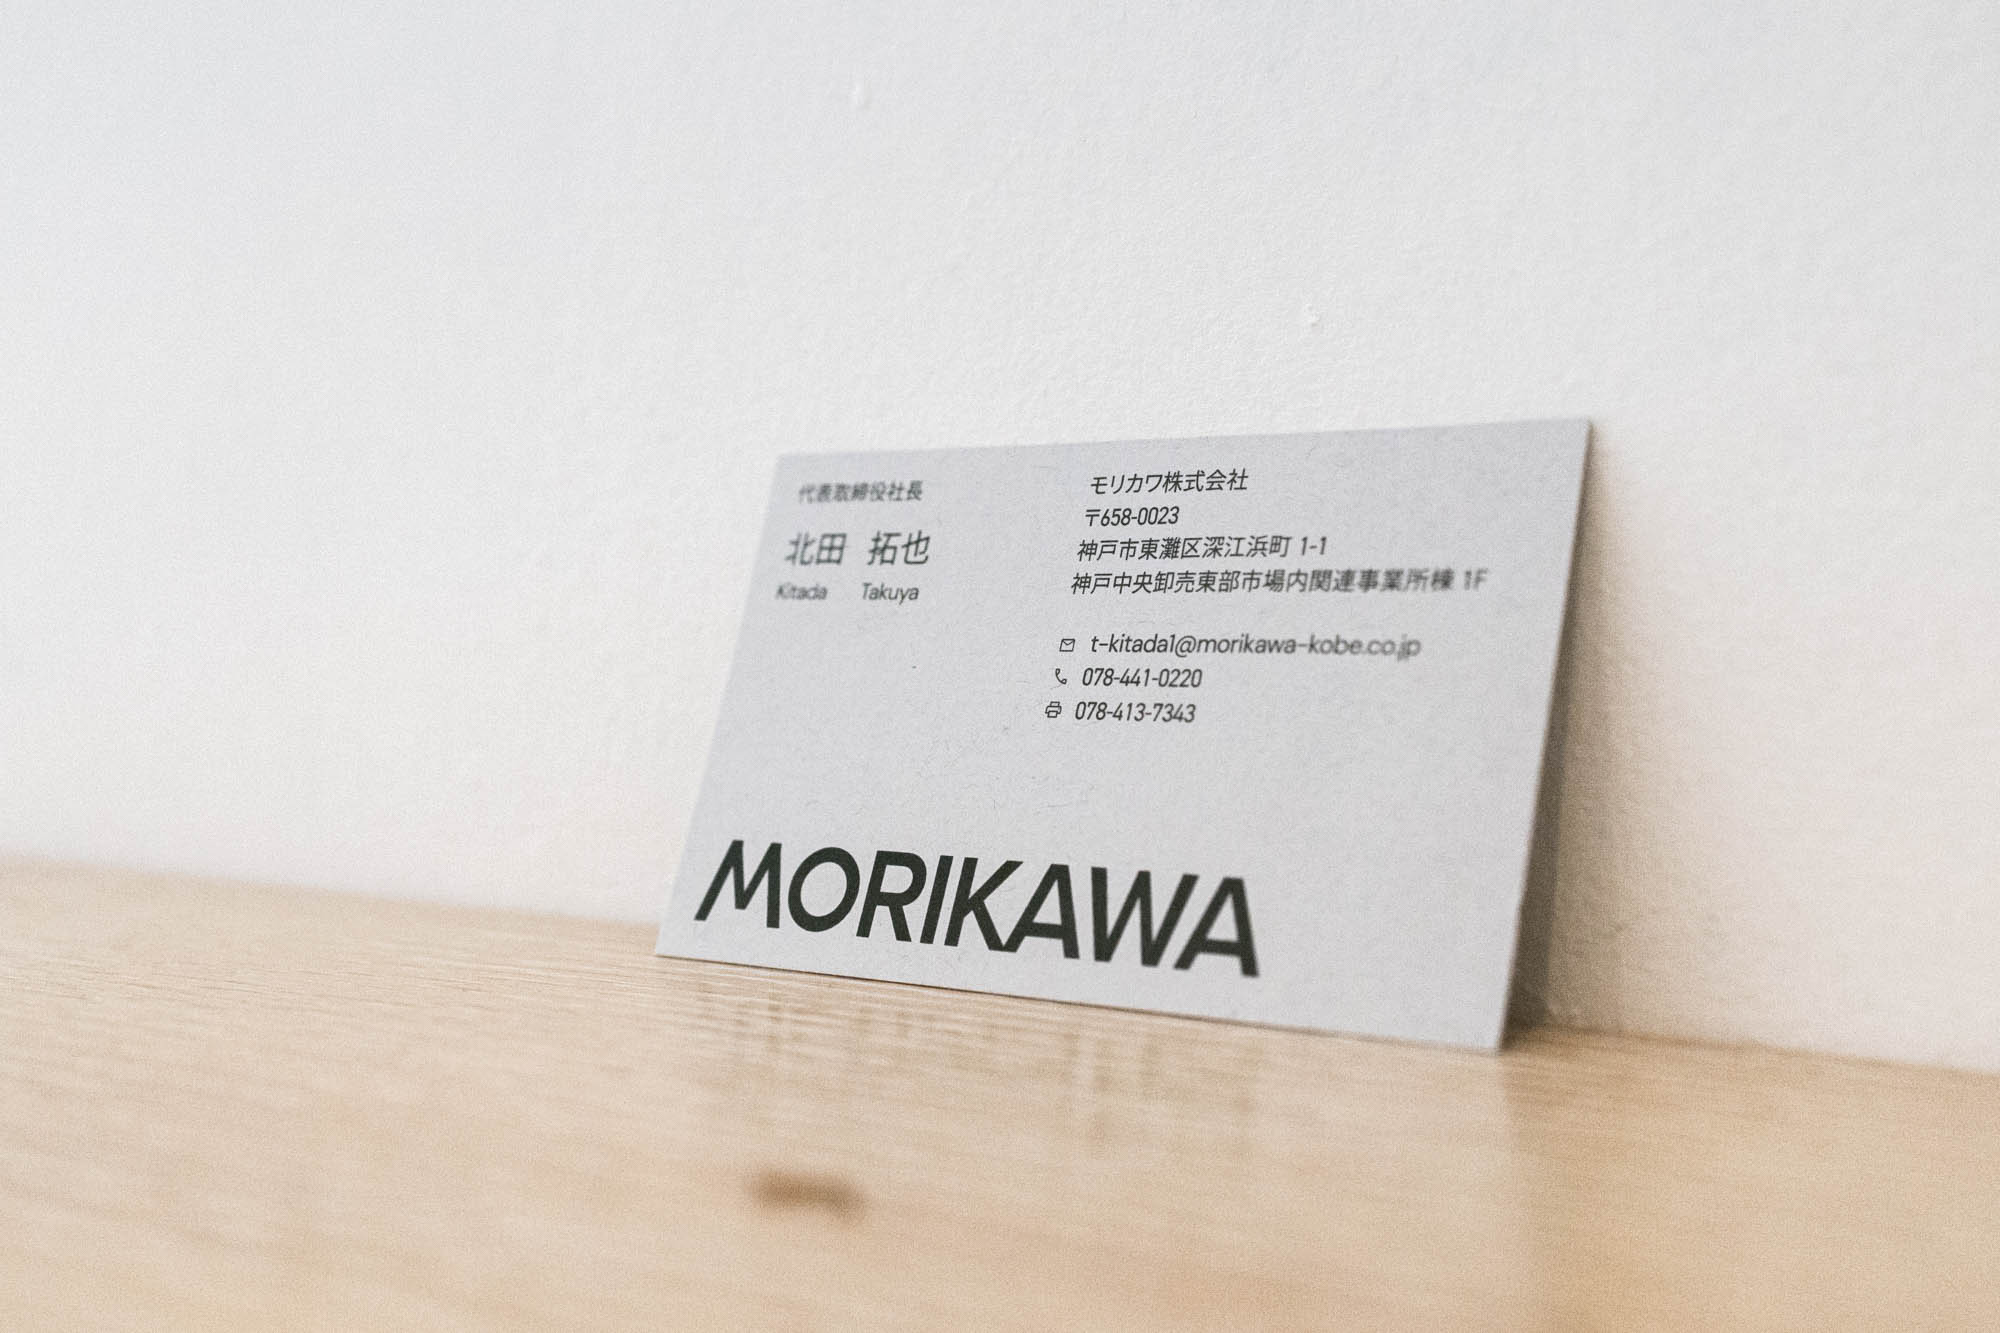 代表取締役社長
北田 拓也
Kitada Takuya
モリカワ株式会社
〒658-0023
神戸市東灘区深江浜町 1-1
神戸中央卸売東部市場内関連事業所棟 1F
t-kitada1@morikawa-kobe.co.jp
078-441-0220
078-413-7343
MORIKAWA